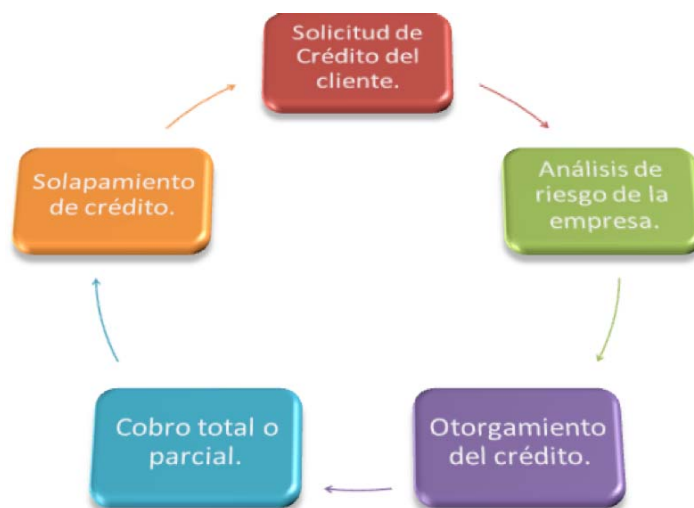 Solicitud de
Crédito del
cliente.
Análisis de
riesgo de la
empresa.
Otorgamiento
del crédito.
Cobro total o
parcial.
Solapamiento
de crédito.